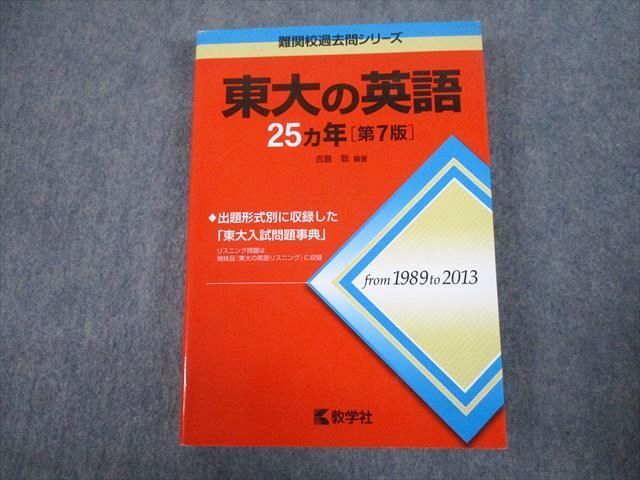 難関校過去問シリーズ
東大の英語
25カ年[第7版]
古倉 聡 編著
◆出題形式別に収録した
「東大入試問題事典」
リスニング問題は
姉妹品「東大の英語リスニング」に収録
from 1989 to 2013
教学社